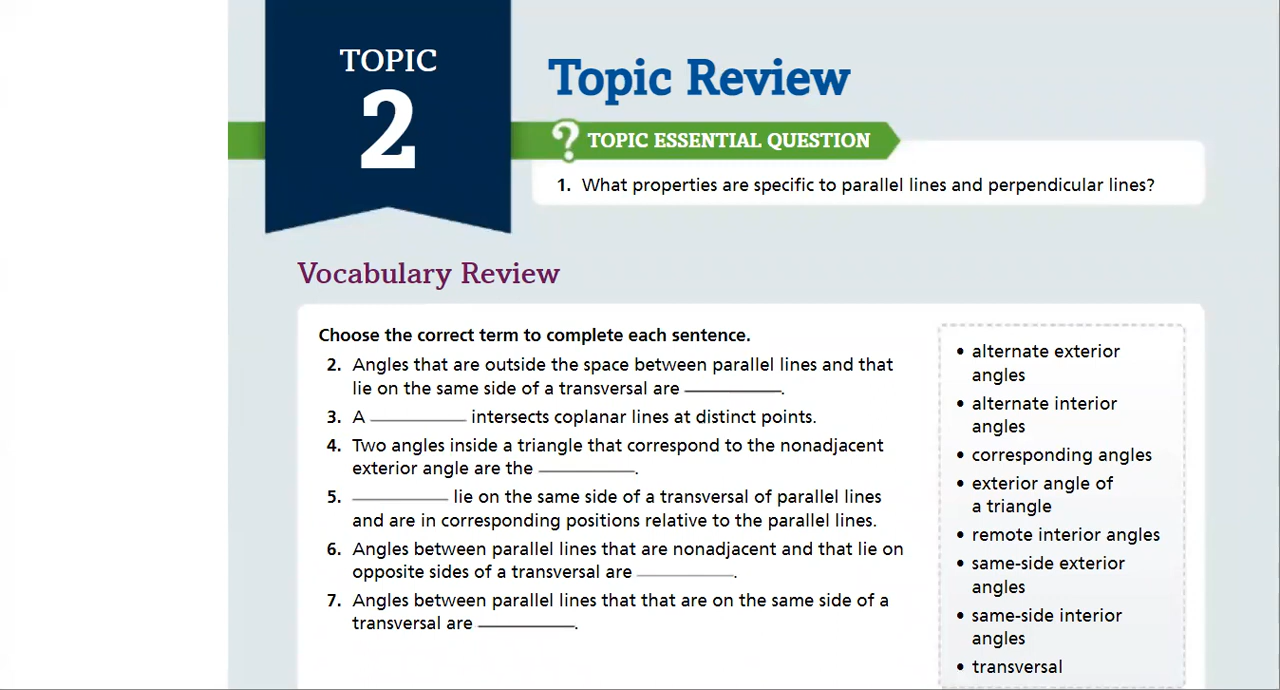 TOPIC
2
Topic Review
? TOPIC ESSENTIAL QUESTION
1. What properties are specific to parallel lines and perpendicular lines?
Vocabulary Review
Choose the correct term to complete each sentence.
2. Angles that are outside the space between parallel lines and that
lie on the same side of a transversal are __________.
3. A __________ intersects coplanar lines at distinct points.
4. Two angles inside a triangle that correspond to the nonadjacent
exterior angle are the __________.
5. __________ lie on the same side of a transversal of parallel lines
and are in corresponding positions relative to the parallel lines.
6. Angles between parallel lines that are nonadjacent and that lie on
opposite sides of a transversal are __________.
7. Angles between parallel lines that that are on the same side of a
transversal are __________.
• alternate exterior
angles
• alternate interior
angles
• corresponding angles
• exterior angle of
a triangle
• remote interior angles
• same-side exterior
angles
• same-side interior
angles
• transversal